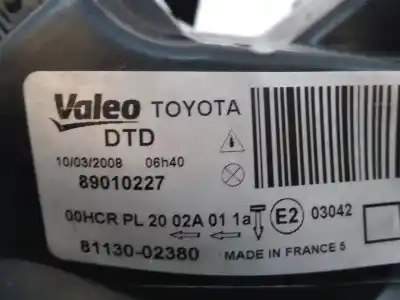 Valeo TOYOTA
DTD
10/03/2008 06h40
89010227
00HCR PL 20 02A 01 1a E2 03042
81130-02380 MADE IN FRANCE 5